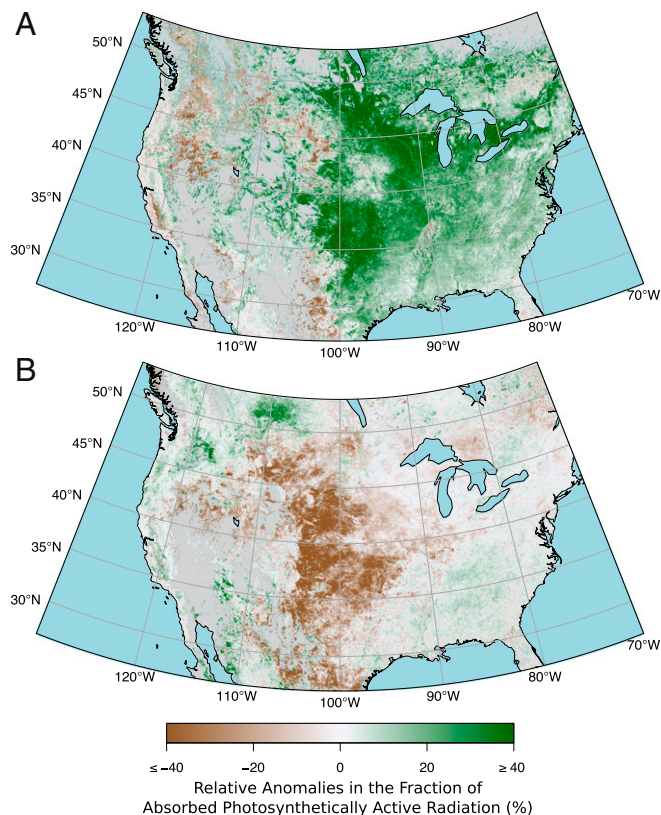 A
50°N
45°N
40°N
35°N
30°N
120°W
110°W
100°W
90°W
80°W
70°W
B
50°N
45°N
40°N
35°N
30°N
120°W
110°W
100°W
90°W
80°W
70°W
≤ −40
−20
0
20
≥ 40
Relative Anomalies in the Fraction of
Absorbed Photosynthetically Active Radiation (%)